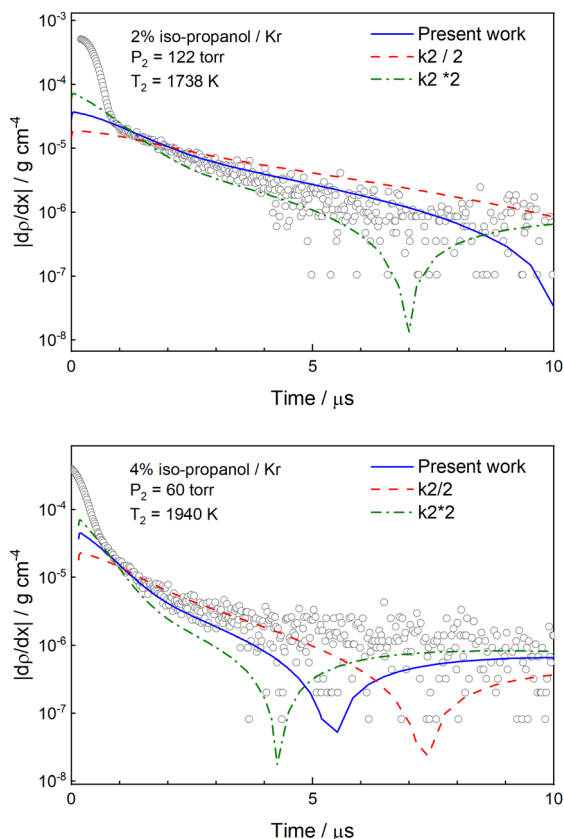 2% iso-propanol / Kr
P₂ = 122 torr
T₂ = 1738 K
Present work
k2 / 2
k2 *2
|dρ/dx| / g cm⁻⁴
10⁻³
10⁻⁴
10⁻⁵
10⁻⁶
10⁻⁷
10⁻⁸
0 5 10
Time / μs
4% iso-propanol / Kr
P₂ = 60 torr
T₂ = 1940 K
Present work
k2/2
k2*2
|dρ/dx| / g cm⁻⁴
10⁻⁴
10⁻⁵
10⁻⁶
10⁻⁷
10⁻⁸
0 5 10
Time / μs